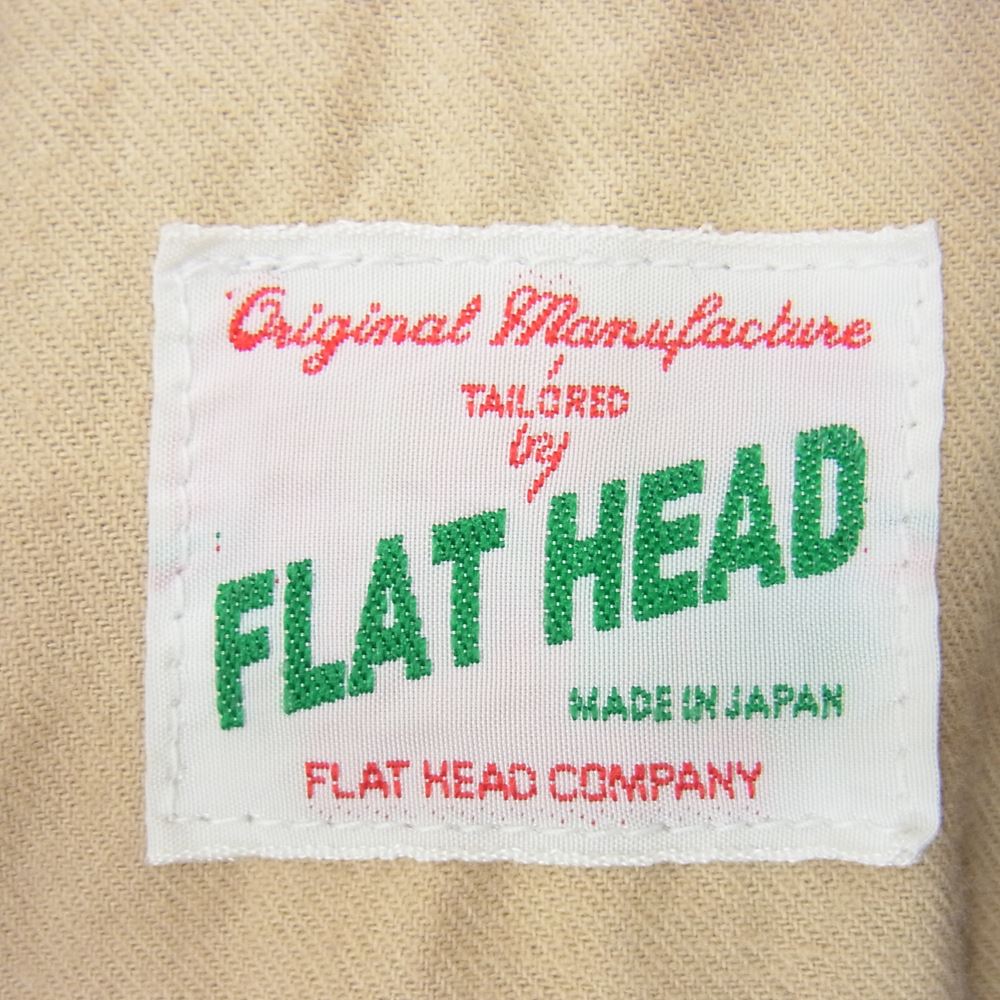 Original Manufacture
TAILORED
by
FLAT HEAD
MADE IN JAPAN
FLAT HEAD COMPANY